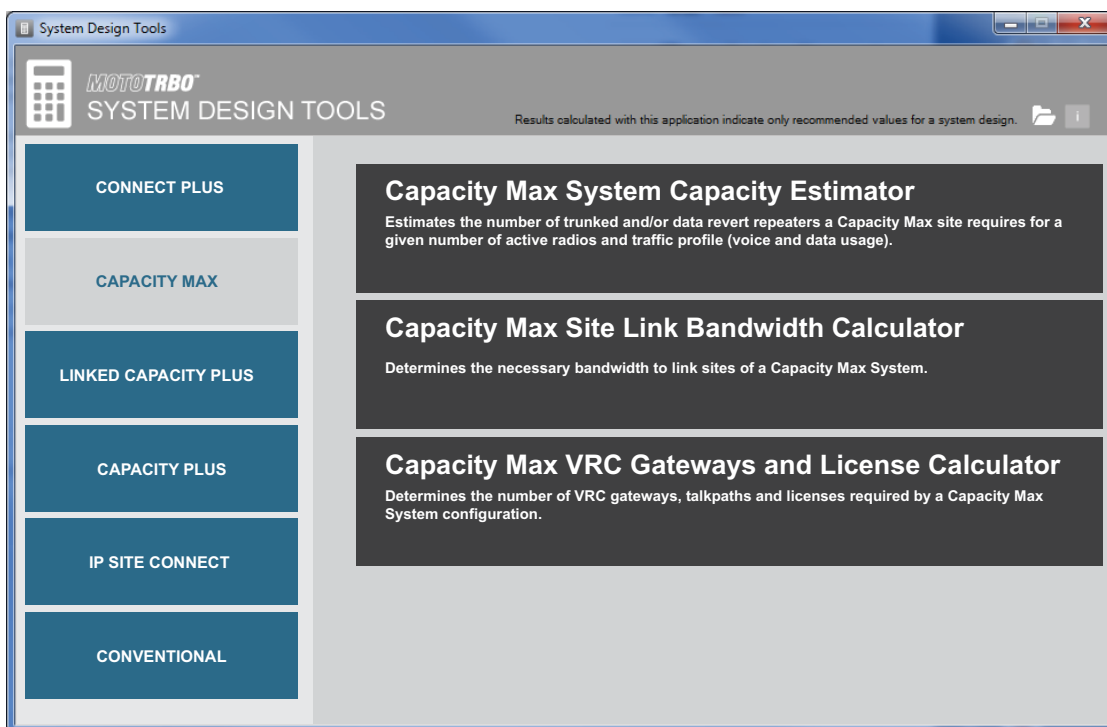 System Design Tools
MOTOTRBO™
SYSTEM DESIGN TOOLS
Results calculated with this application indicate only recommended values for a system design.
i
CONNECT PLUS
CAPACITY MAX
LINKED CAPACITY PLUS
CAPACITY PLUS
IP SITE CONNECT
CONVENTIONAL
Capacity Max System Capacity Estimator
Estimates the number of trunked and/or data revert repeaters a Capacity Max site requires for a
given number of active radios and traffic profile (voice and data usage).
Capacity Max Site Link Bandwidth Calculator
Determines the necessary bandwidth to link sites of a Capacity Max System.
Capacity Max VRC Gateways and License Calculator
Determines the number of VRC gateways, talkpaths and licenses required by a Capacity Max
System configuration.